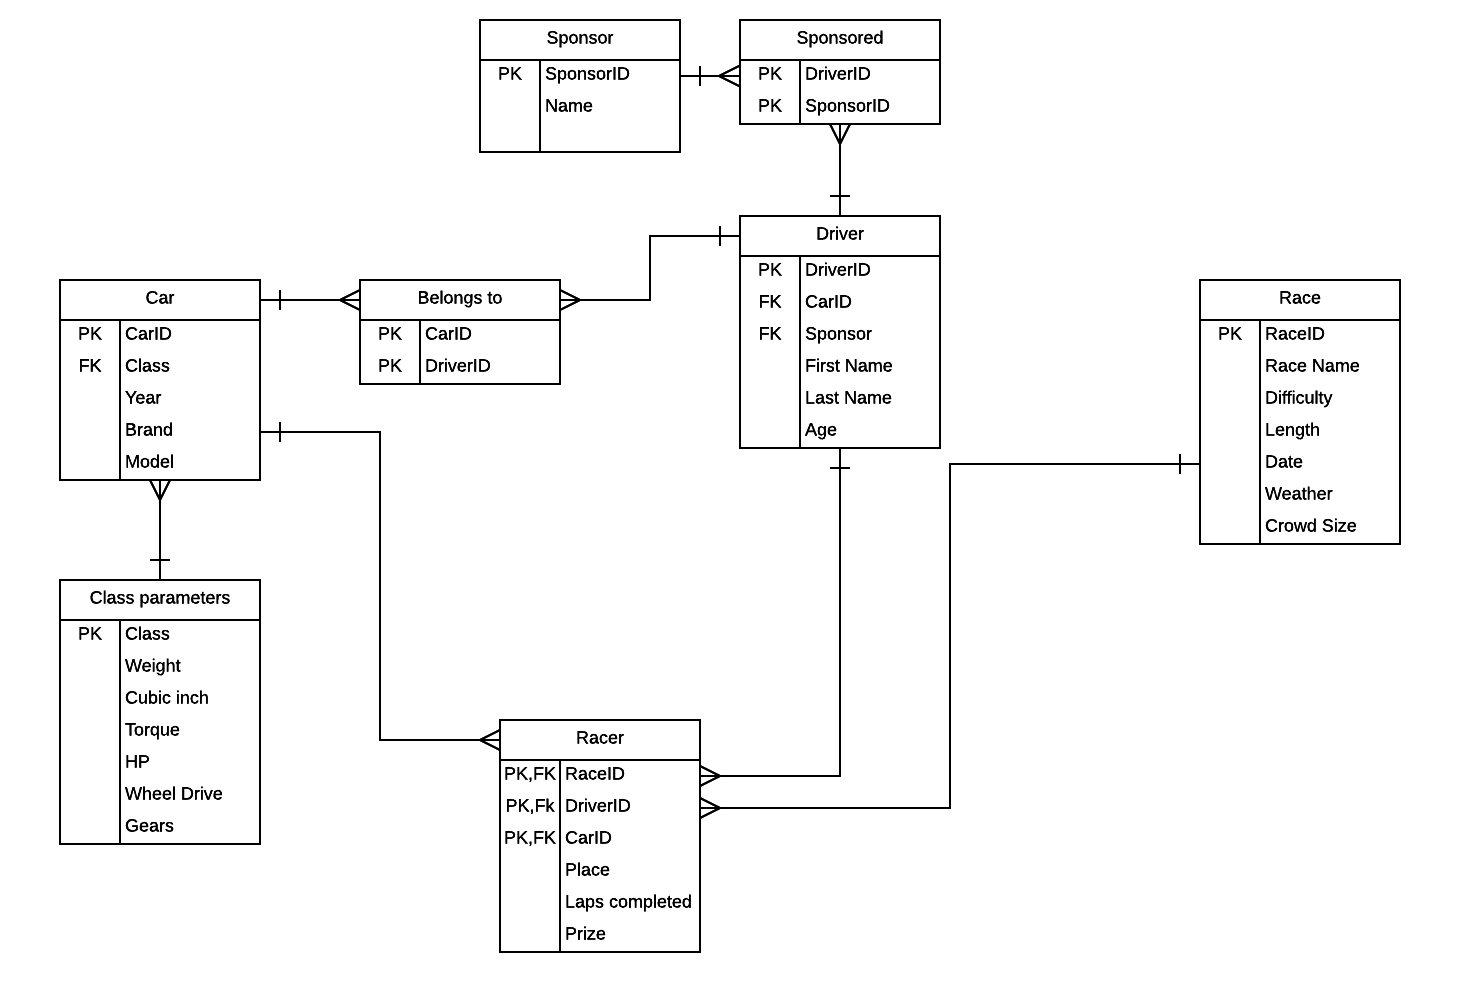 Sponsor
PK SponsorID
Name
Sponsored
PK DriverID
PK SponsorID
Driver
PK DriverID
FK CarID
FK Sponsor
First Name
Last Name
Age
Car
PK CarID
FK Class
Year
Brand
Model
Belongs to
PK CarID
PK DriverID
Race
PK RaceID
Race Name
Difficulty
Length
Date
Weather
Crowd Size
Class parameters
PK Class
Weight
Cubic inch
Torque
HP
Wheel Drive
Gears
Racer
PK,FK RaceID
PK,Fk DriverID
PK,FK CarID
Place
Laps completed
Prize